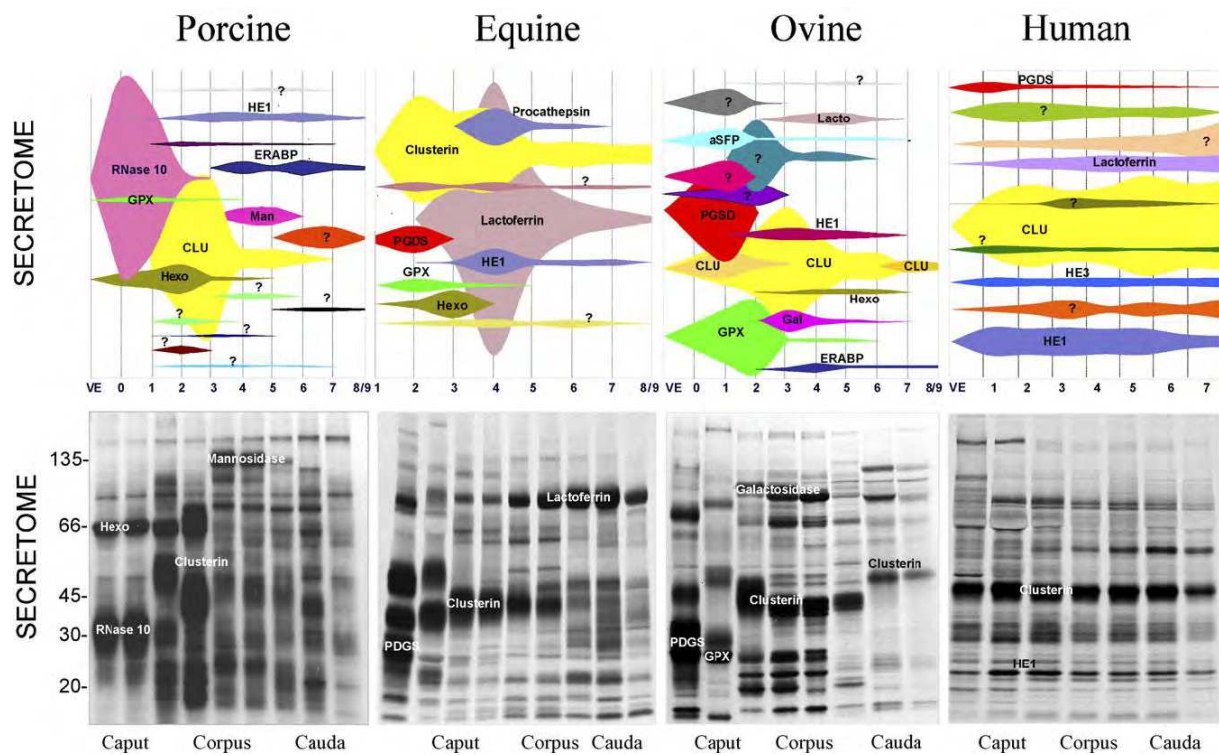 Porcine
Equine
Ovine
Human
SECRETOME
?
HE1
RNase 10
ERABP
GPX
Man
?
CLU
Hexo
?
?
?
?
?
?
VE 0 1 2 3 4 5 6 7 8/9
Procathepsin
Clusterin
?
Lactoferrin
PGDS
HE1
GPX
Hexo
?
1 2 3 4 5 6 7 8/9
?
?
Lacto
aSFP
?
?
?
PGSD
HE1
CLU
CLU
CLU
Hexo
GPX
Gal
ERABP
VE 0 1 2 3 4 5 6 7 8/9
PGDS
?
?
Lactoferrin
?
CLU
?
HE3
?
HE1
VE 1 2 3 4 5 6 7
SECRETOME
135-
66-
45-
30-
20-
Mannosidase
Hexo
Clusterin
RNase 10
Caput Corpus Cauda
Lactoferrin
Clusterin
PDGS
Caput Corpus Cauda
Galactosidase
Clusterin
Clusterin
PDGS
GPX
Caput Corpus Cauda
Clusterin
HE1
Caput Corpus Cauda